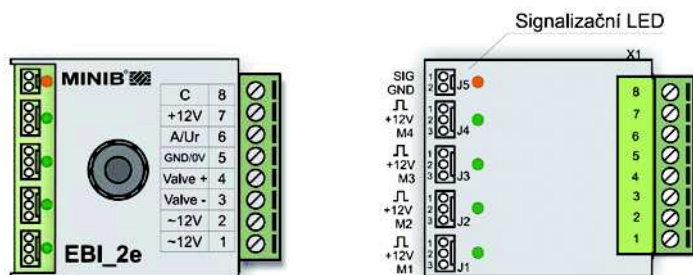 Signalizační LED
MINIB®
C 8
+12V 7
A/Ur 6
GND/0V 5
Valve + 4
Valve - 3
~12V 2
~12V 1
EBI_2e
X1
SIG 1
GND 2
J5
1
+12V 2
M4 3
J4
1
+12V 2
M3 3
J3
1
+12V 2
M2 3
J2
1
+12V 2
M1 3
J1
8
7
6
5
4
3
2
1